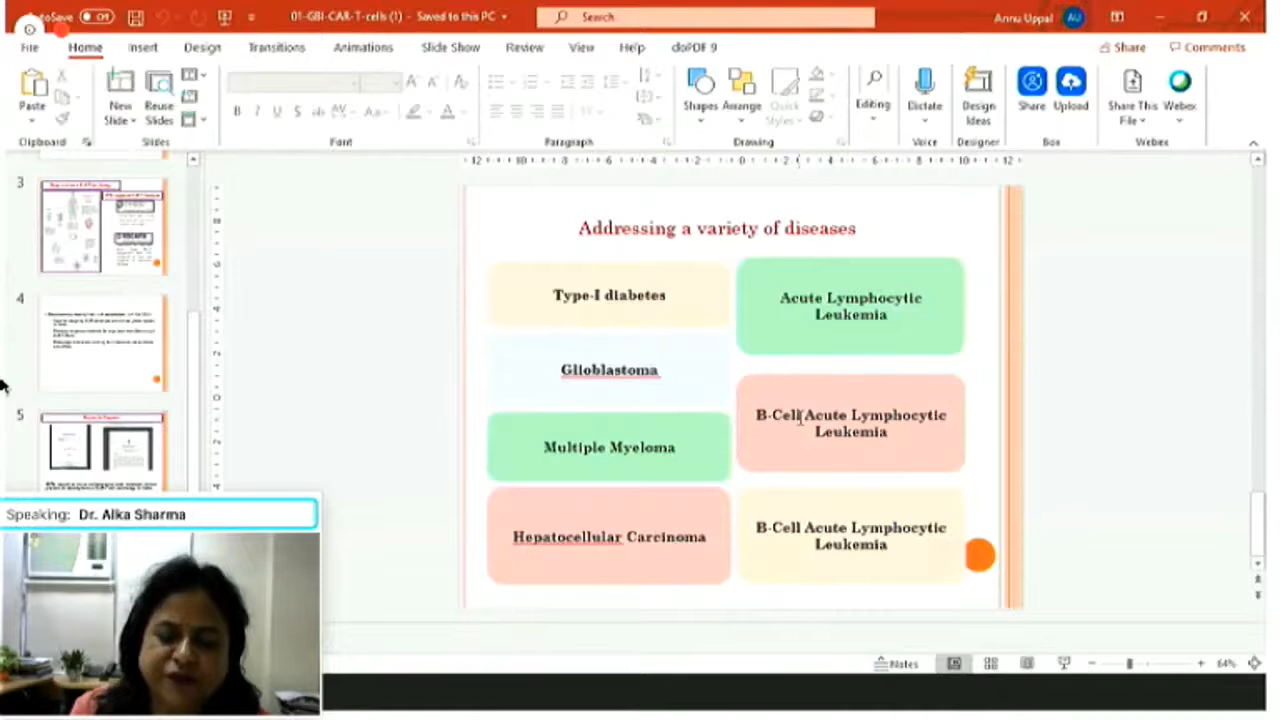 AutoSave Off
01-GBI-CAR-T-cells (1) - Saved to this PC
Search
Annu Uppal AU
File Home Insert Design Transitions Animations Slide Show Review View Help doPDF 9
Share Comments
Paste
New Slide
Reuse Slides
Shapes
Arrange
Quick Styles
Editing
Dictate
Design Ideas
Share
Upload
Share This File
Webex
Clipboard
Slides
Font
Paragraph
Drawing
Voice
Designer
Box
Webex
3
4
5
Addressing a variety of diseases
Type-I diabetes
Glioblastoma
Multiple Myeloma
Hepatocellular Carcinoma
Acute Lymphocytic
Leukemia
B-Cell Acute Lymphocytic
Leukemia
B-Cell Acute Lymphocytic
Leukemia
Speaking: Dr. Alka Sharma
Notes
64%